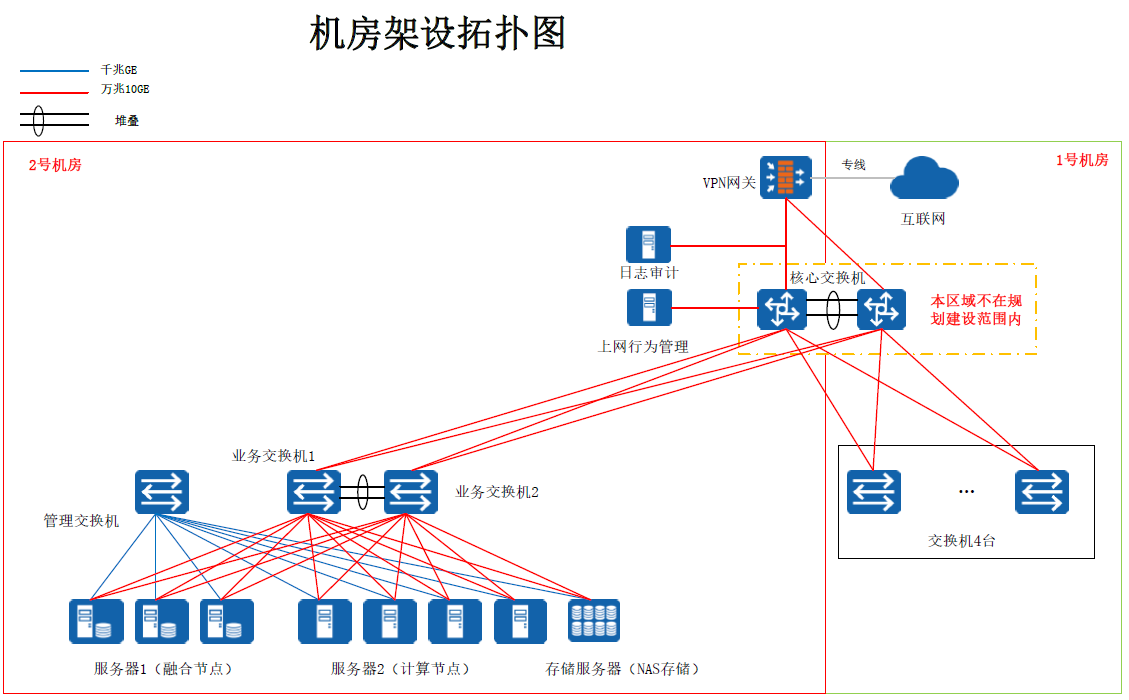 机房架设拓扑图
千兆GE
万兆10GE
堆叠
2号机房
1号机房
VPN网关
专线
互联网
日志审计
核心交换机
本区域不在规
划建设范围内
上网行为管理
业务交换机1
业务交换机2
管理交换机
...
交换机4台
服务器1（融合节点）
服务器2（计算节点）
存储服务器（NAS存储）